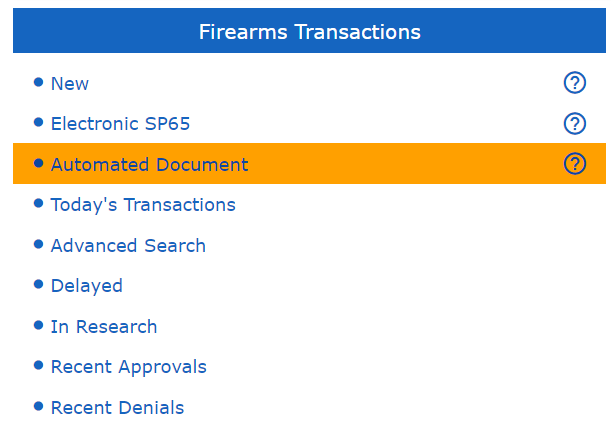 Firearms Transactions
New
Electronic SP65
Automated Document
Today's Transactions
Advanced Search
Delayed
In Research
Recent Approvals
Recent Denials